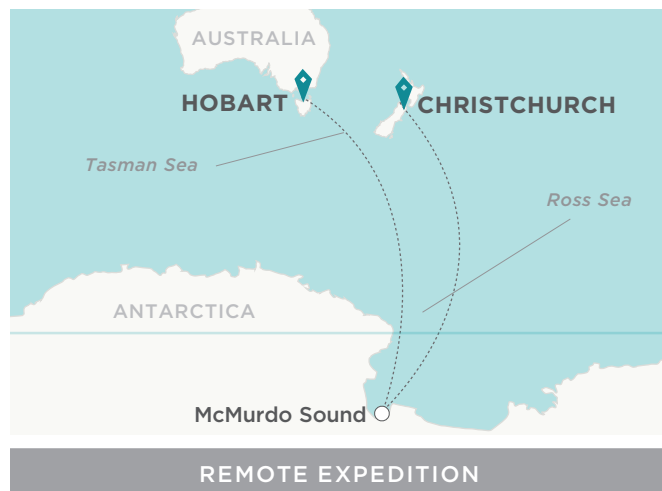 AUSTRALIA
HOBART
CHRISTCHURCH
Tasman Sea
Ross Sea
ANTARCTICA
McMurdo Sound
REMOTE EXPEDITION